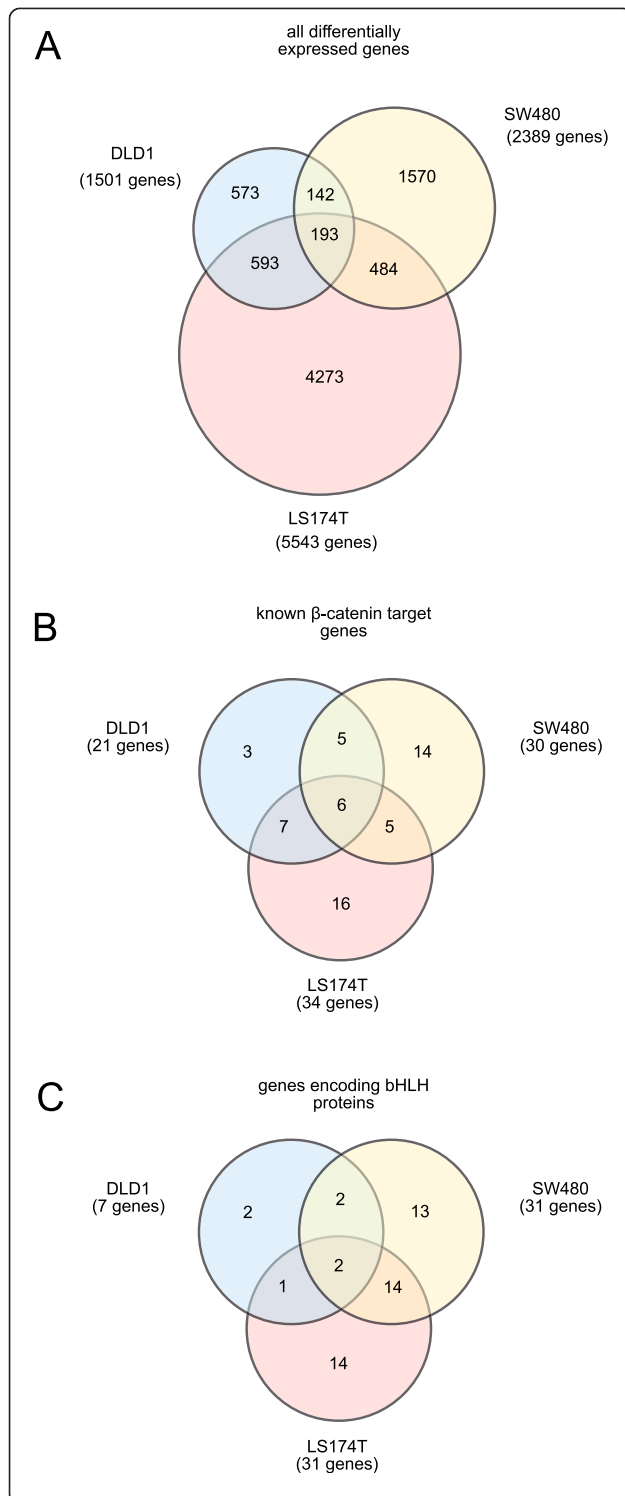 A
all differentially
expressed genes
SW480
(2389 genes)
DLD1
(1501 genes)
573
142
1570
193
593
484
4273
LS174T
(5543 genes)
B
known β-catenin target
genes
DLD1
(21 genes)
SW480
(30 genes)
3
5
14
6
7
5
16
LS174T
(34 genes)
C
genes encoding bHLH
proteins
DLD1
(7 genes)
SW480
(31 genes)
2
2
13
2
1
14
14
LS174T
(31 genes)